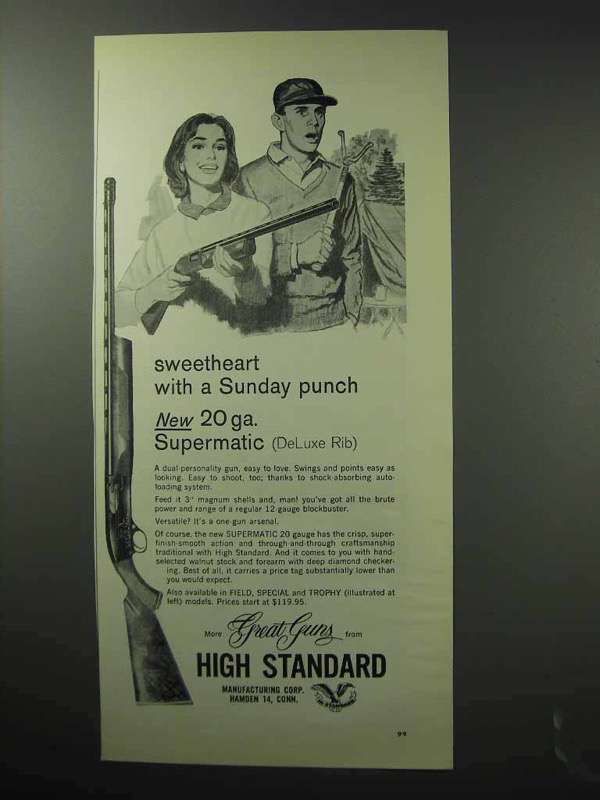 sweetheart
with a Sunday punch
New 20 ga.
Supermatic (DeLuxe Rib)
A dual-personality gun, easy to love. Swings and points easy as
looking. Easy to shoot, too; thanks to shock-absorbing auto-
loading system.
Feed it 3" magnum shells and, man! you've got all the brute
power and range of a regular 12-gauge blockbuster.
Versatile? It's a one-gun arsenal.
Of course, the new SUPERMATIC 20 gauge has the crisp, super-
finish-smooth action and through-and-through craftsmanship
traditional with High Standard. And it comes to you with hand-
selected walnut stock and forearm with deep diamond checker-
ing. Best of all, it carries a price tag substantially lower than
you would expect.
Also available in FIELD, SPECIAL and TROPHY (illustrated at
left) models. Prices start at $119.95.
More Great Guns from
HIGH STANDARD
MANUFACTURING CORP.
HAMDEN 14, CONN.
99